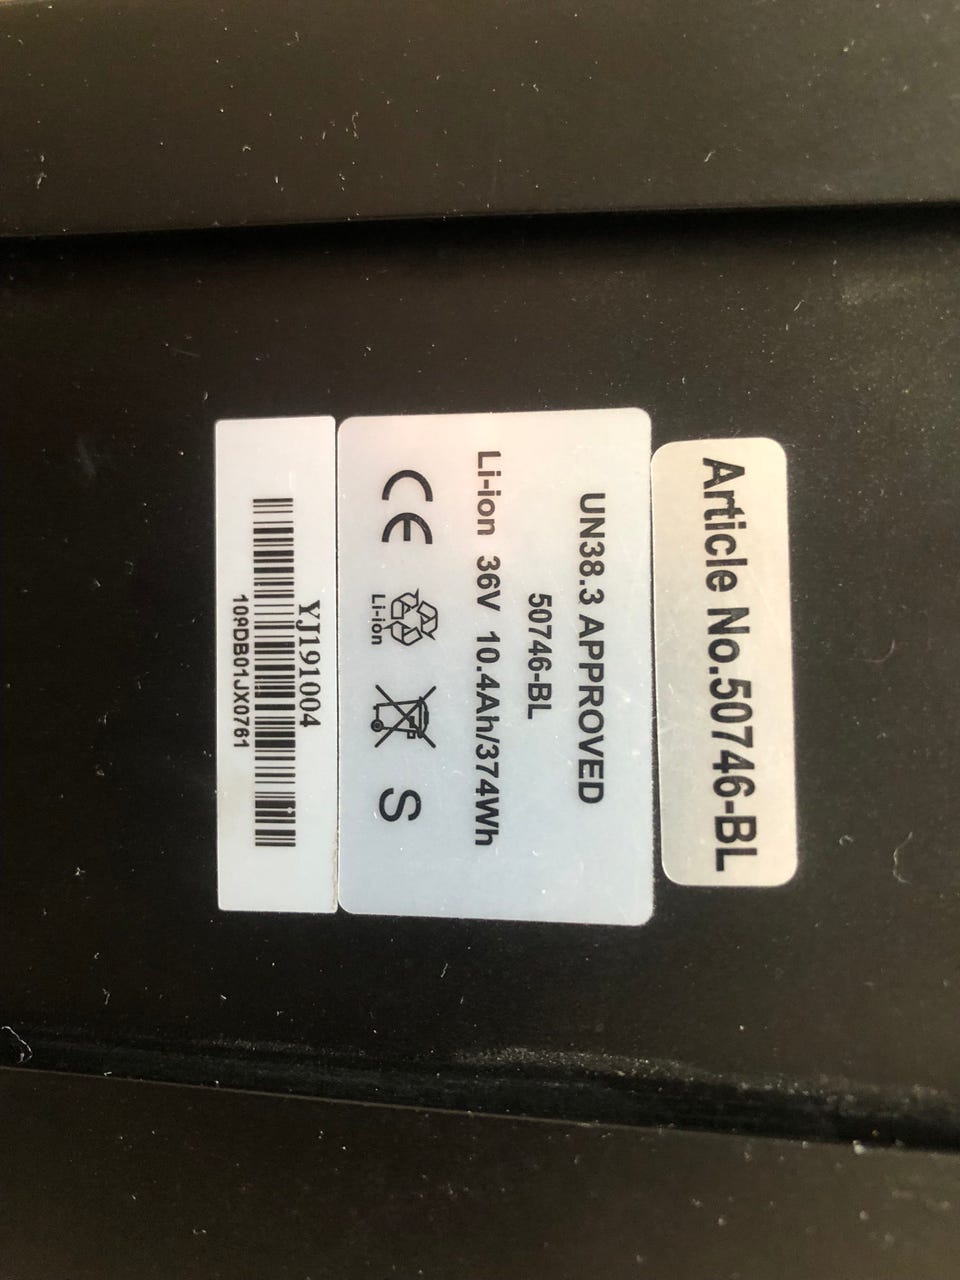 Article No.50746-BL
UN38.3 APPROVED
50746-BL
Li-ion 36V 10.4Ah/374Wh
CE
Li-ion
S
YJ191004